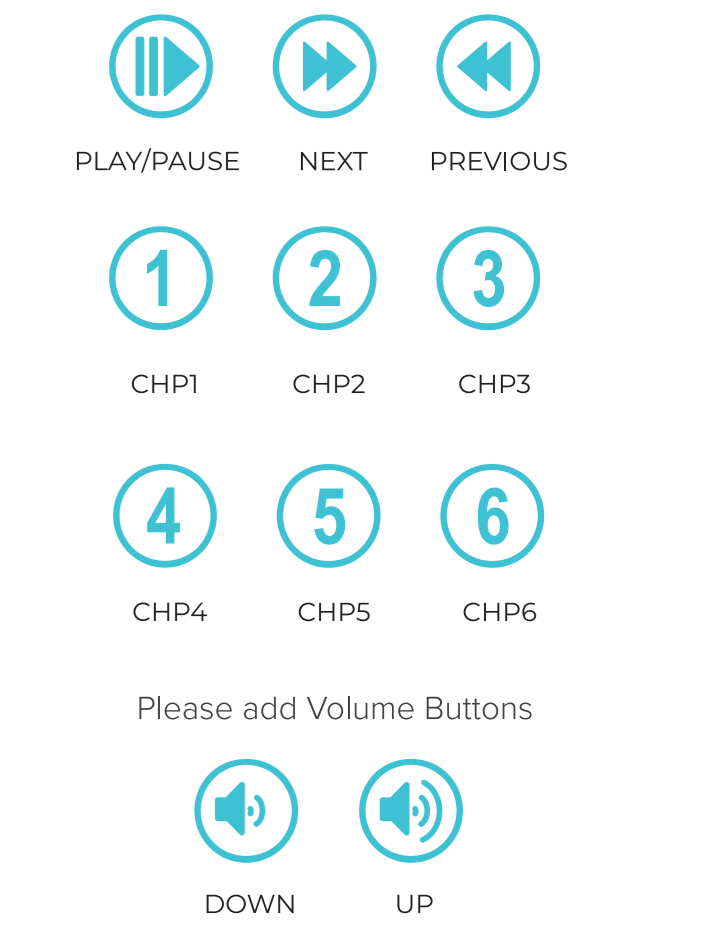 PLAY/PAUSE NEXT PREVIOUS
1 2 3
CHP1 CHP2 CHP3
4 5 6
CHP4 CHP5 CHP6
Please add Volume Buttons
DOWN UP